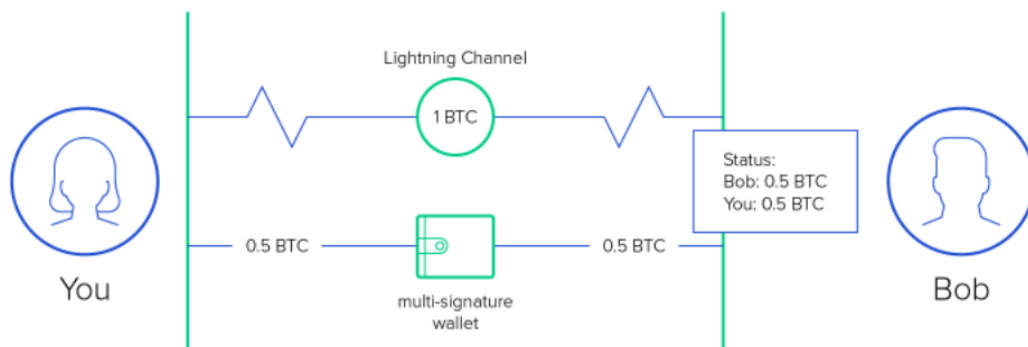 Lightning Channel
1 BTC
Status:
Bob: 0.5 BTC
You: 0.5 BTC
0.5 BTC
0.5 BTC
You
multi-signature
wallet
Bob